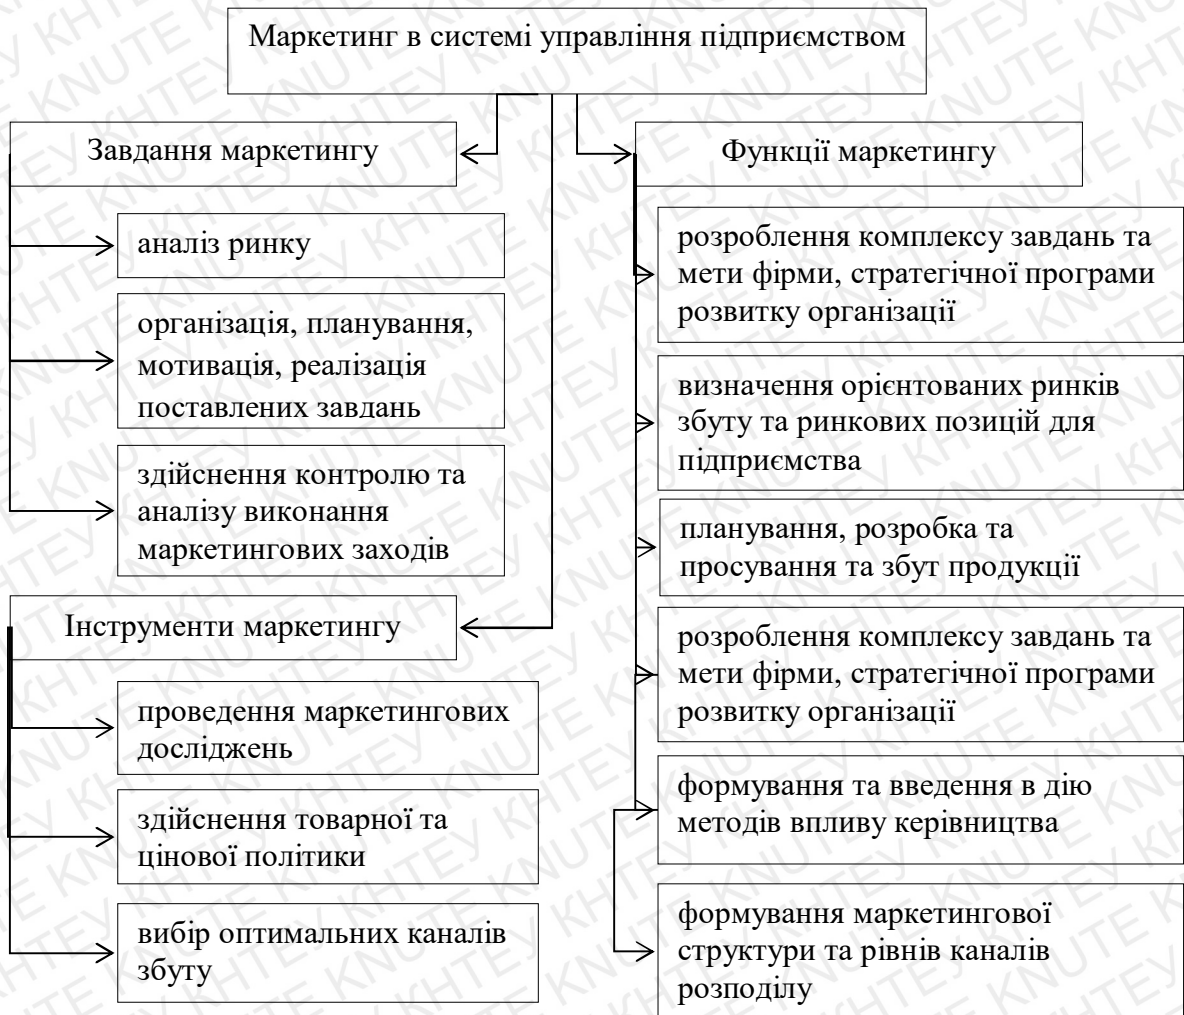 Маркетинг в системі управління підприємством
Завдання маркетингу
аналіз ринку
організація, планування,
мотивація, реалізація
поставлених завдань
здійснення контролю та
аналізу виконання
маркетингових заходів
Інструменти маркетингу
проведення маркетингових
досліджень
здійснення товарної та
цінової політики
вибір оптимальних каналів
збуту
Функції маркетингу
розроблення комплексу завдань та
мети фірми, стратегічної програми
розвитку організації
визначення орієнтованих ринків
збуту та ринкових позицій для
підприємства
планування, розробка та
просування та збут продукції
розроблення комплексу завдань та
мети фірми, стратегічної програми
розвитку організації
формування та введення в дію
методів впливу керівництва
формування маркетингової
структури та рівнів каналів
розподілу